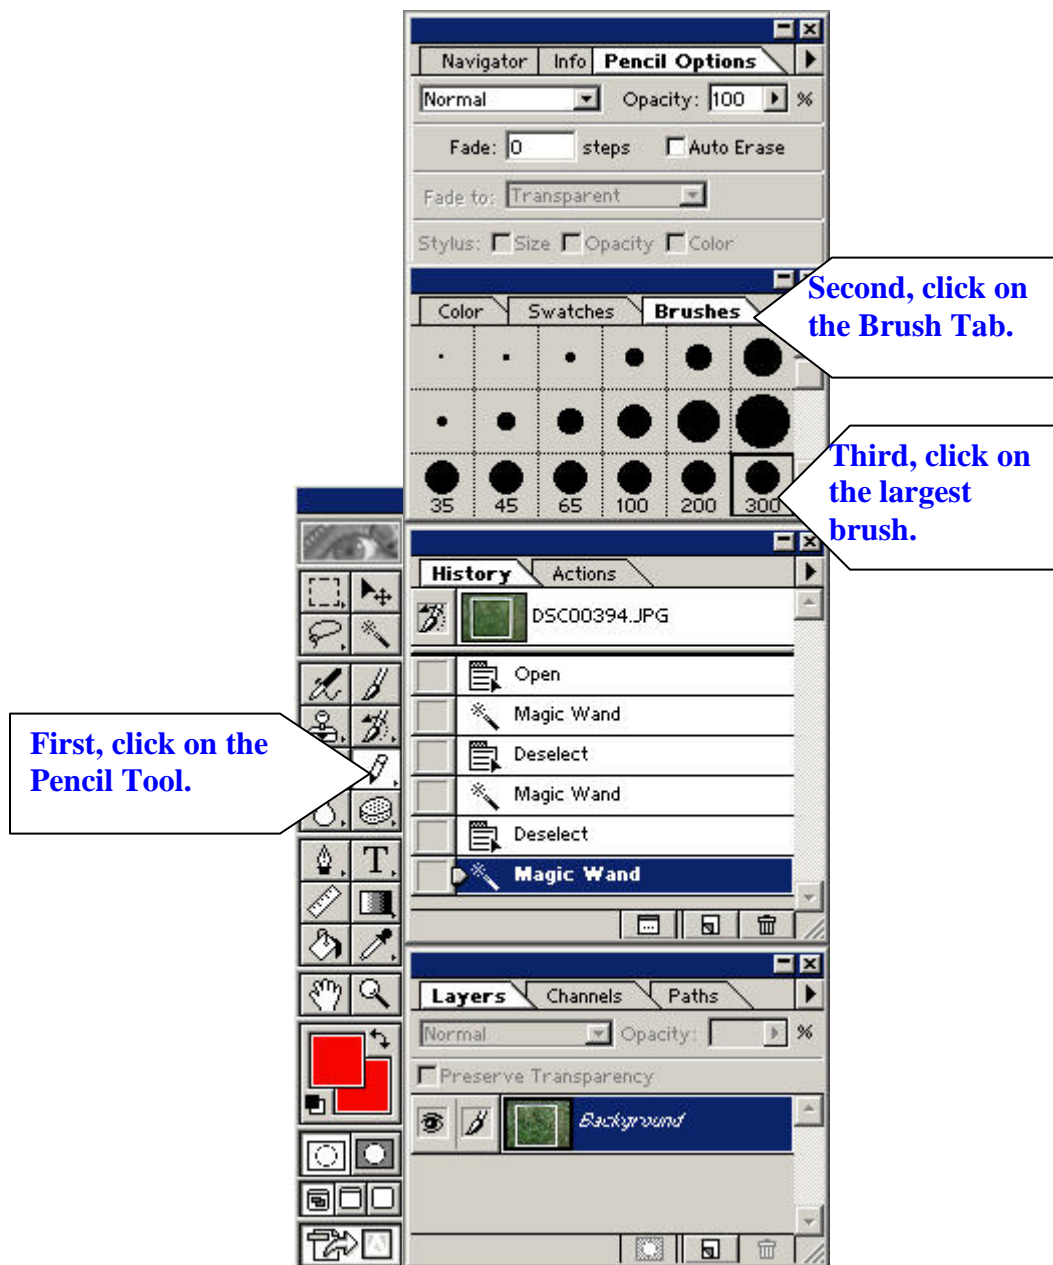 Navigator Info Pencil Options
Normal Opacity: 100 %
Fade: 0 steps Auto Erase
Fade to: Transparent
Stylus: Size Opacity Color
Second, click on
the Brush Tab.
Color Swatches Brushes
Third, click on
the largest
brush.
35 45 65 100 200 300
History Actions
DSC00394.JPG
Open
Magic Wand
First, click on the
Pencil Tool.
Deselect
Magic Wand
Deselect
T
Magic Wand
Layers Channels Paths
Normal Opacity: %
Preserve Transparency
Background